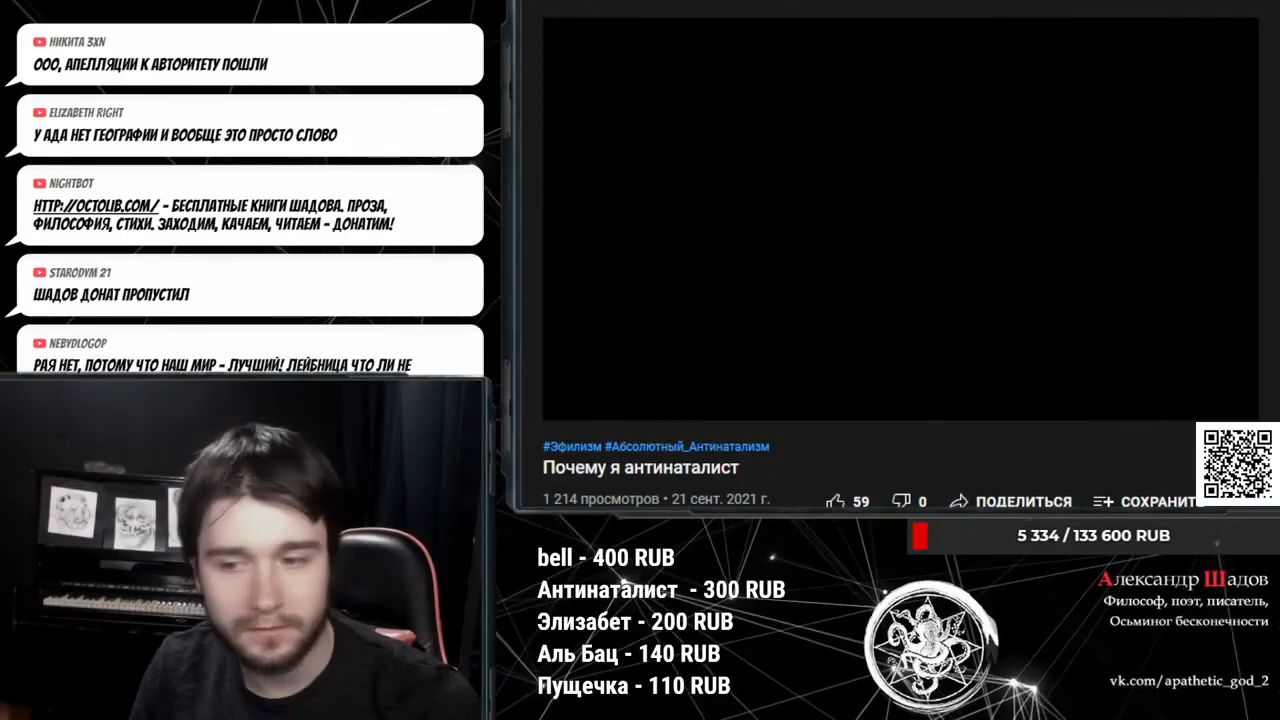 НИКИТА 3XN
ООО, АПЕЛЛЯЦИИ К АВТОРИТЕТУ ПОШЛИ
ELIZABETH RIGHT
У АДА НЕТ ГЕОГРАФИИ И ВООБЩЕ ЭТО ПРОСТО СЛОВО
NIGHTBOT
HTTP://OCTOLIB.COM/ - БЕСПЛАТНЫЕ КНИГИ ШАДОВА. ПРОЗА,
ФИЛОСОФИЯ, СТИХИ. ЗАХОДИМ, КАЧАЕМ, ЧИТАЕМ - ДОНАТИМ!
STARODYM 21
ШАДОВ ДОНАТ ПРОПУСТИЛ
NEBYDLOGOP
РАЯ НЕТ, ПОТОМУ ЧТО НАШ МИР - ЛУЧШИЙ! ЛЕЙБНИЦА ЧТО ЛИ НЕ
#Эфилизм #Абсолютный_Антинатализм
Почему я антинаталист
1 214 просмотров • 21 сент. 2021 г.
59
0
ПОДЕЛИТЬСЯ
СОХРАНИТЬ
5 334 / 133 600 RUB
bell - 400 RUB
Антинаталист - 300 RUB
Элизабет - 200 RUB
Аль Бац - 140 RUB
Пущечка - 110 RUB
Александр Шадов
Философ, поэт, писатель,
Осьминог бесконечности
vk.com/apathetic_god_2